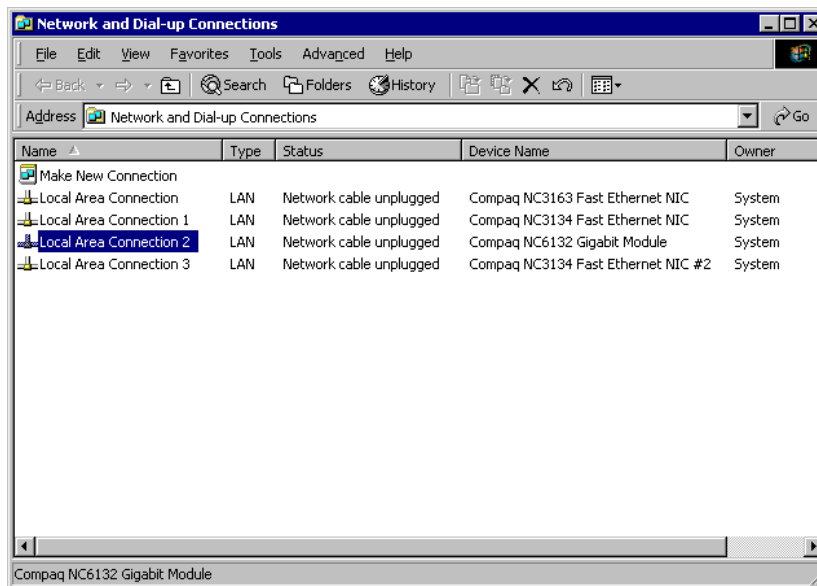 Network and Dial-up Connections
File Edit View Favorites Tools Advanced Help
Back Search Folders History
Address Network and Dial-up Connections Go
Name Type Status Device Name Owner
Make New Connection
Local Area Connection LAN Network cable unplugged Compaq NC3163 Fast Ethernet NIC System
Local Area Connection 1 LAN Network cable unplugged Compaq NC3134 Fast Ethernet NIC System
Local Area Connection 2 LAN Network cable unplugged Compaq NC6132 Gigabit Module System
Local Area Connection 3 LAN Network cable unplugged Compaq NC3134 Fast Ethernet NIC #2 System
Compaq NC6132 Gigabit Module